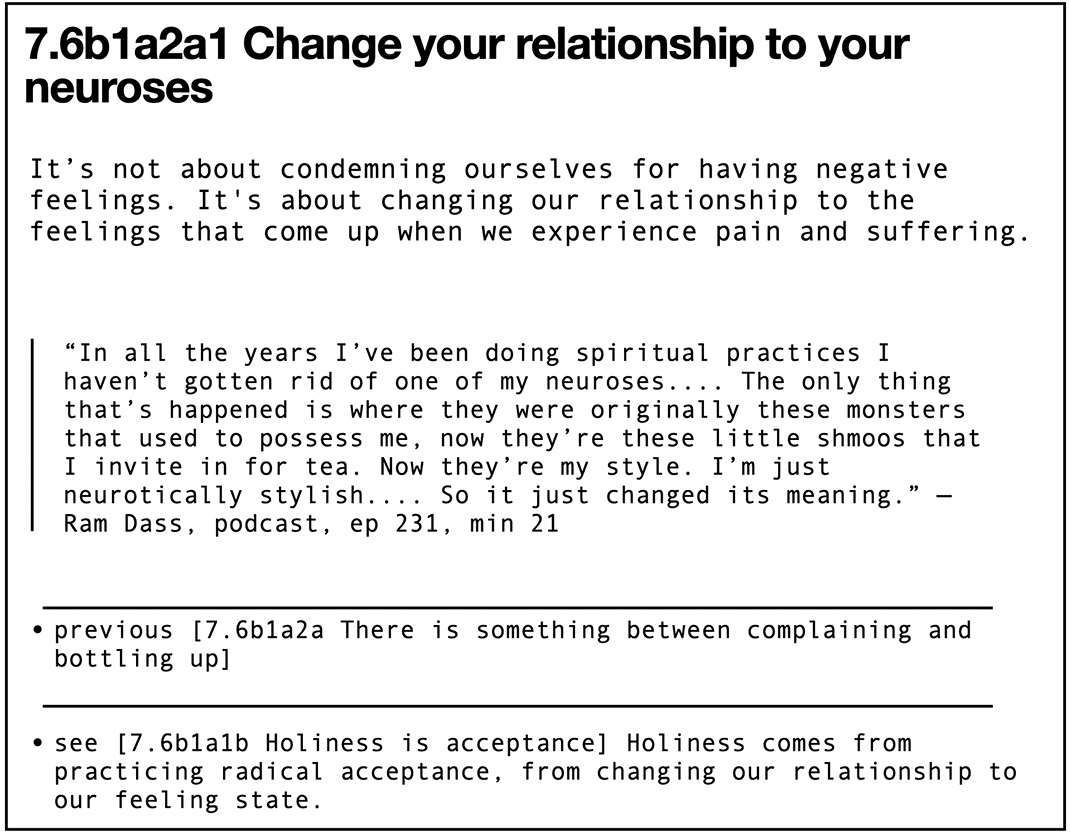 7.6b1a2a1 Change your relationship to your
neuroses
It’s not about condemning ourselves for having negative
feelings. It's about changing our relationship to the
feelings that come up when we experience pain and suffering.
“In all the years I’ve been doing spiritual practices I
haven’t gotten rid of one of my neuroses.... The only thing
that’s happened is where they were originally these monsters
that used to possess me, now they’re these little shmoos that
I invite in for tea. Now they’re my style. I’m just
neurotically stylish.... So it just changed its meaning.” —
Ram Dass, podcast, ep 231, min 21
• previous [7.6b1a2a There is something between complaining and
bottling up]
• see [7.6b1a1b Holiness is acceptance] Holiness comes from
practicing radical acceptance, from changing our relationship to
our feeling state.